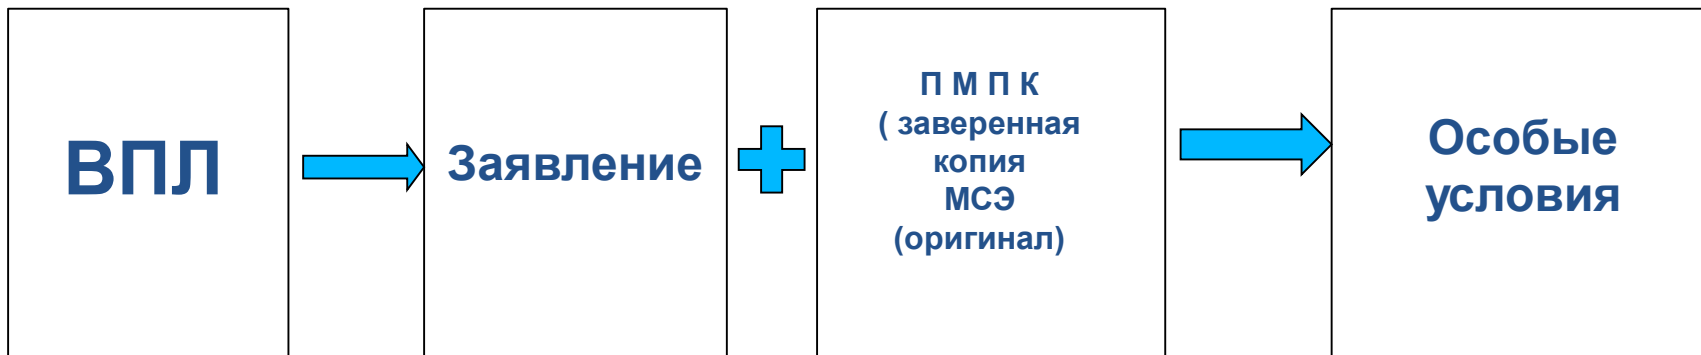 ВПЛ
Заявление
П М П К
( заверенная
копия
МСЭ
(оригинал)
Особые
условия